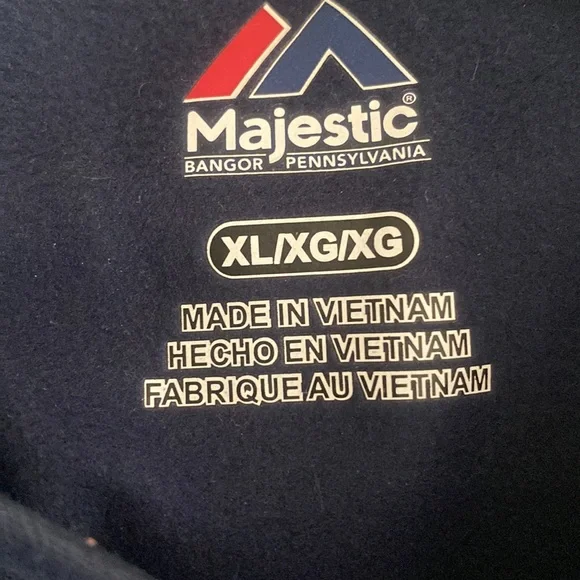 Majestic®
BANGOR PENNSYLVANIA
XL/XG/XG
MADE IN VIETNAM
HECHO EN VIETNAM
FABRIQUE AU VIETNAM